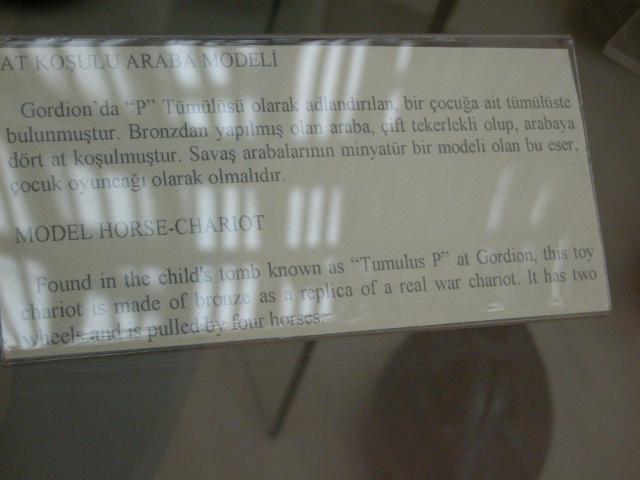 AT KOŞULU ARABA MODELİ
Gordion'da “P” Tümülüsü olarak adlandırılan, bir çocuğa ait tümülüste
bulunmuştur. Bronzdan yapılmış olan araba, çift tekerlekli olup, arabaya
dört at koşulmuştur. Savaş arabalarının minyatür bir modeli olan bu eser,
çocuk oyuncağı olarak olmalıdır.
MODEL HORSE-CHARIOT
Found in the child's tomb known as “Tumulus P” at Gordion, this toy
chariot is made of bronze as a replica of a real war chariot. It has two
wheels and is pulled by four horses.